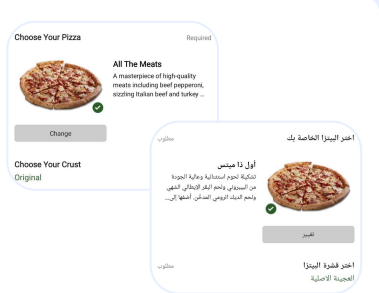 Choose Your Pizza
Required
All The Meats
A masterpiece of high-quality
meats including beef pepperoni,
sizzling Italian beef and turkey ...
Change
Choose Your Crust
Original
اختر البيتزا الخاصة بك
مطلوب
أول ذا ميتس
تشكيلة لحوم استثنائية وعالية الجودة
من البيبروني ولحم البقر الإيطالي الشهي
ولحم الديك الرومي المدخّن. أضفها إلى...
تغيير
اختر قشرة البيتزا
مطلوب
العجينة الاصلية